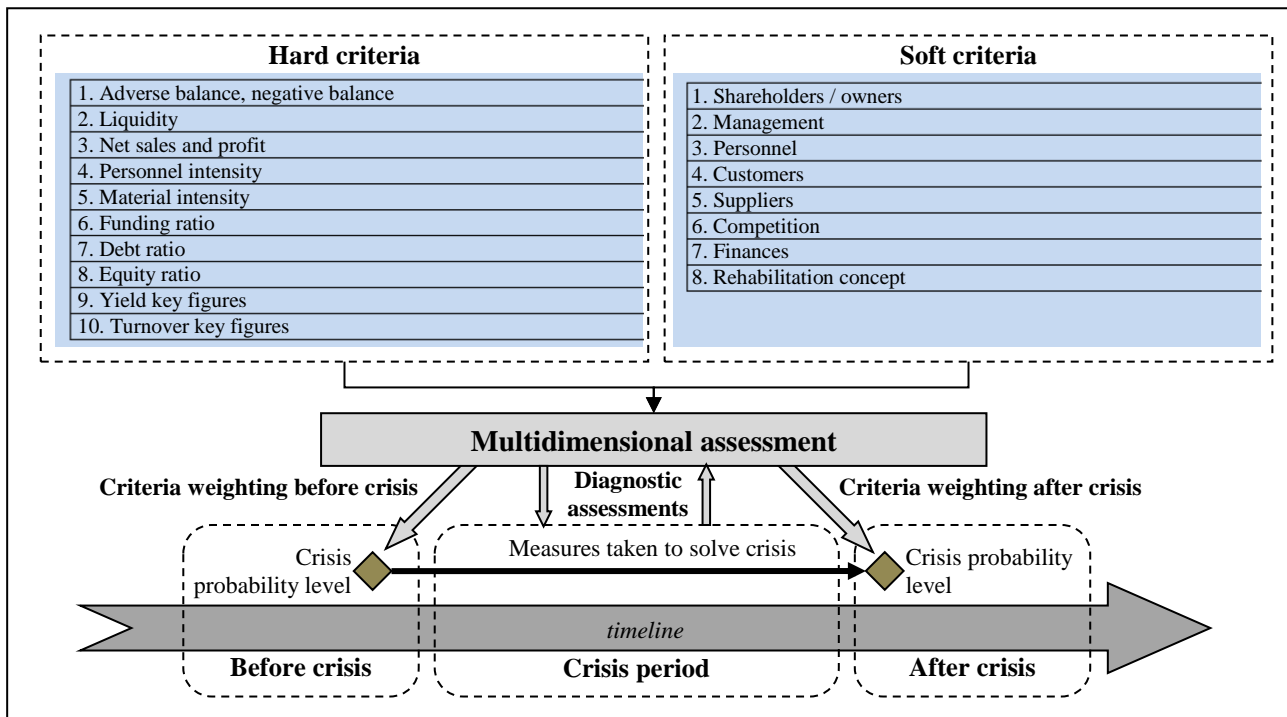 Hard criteria
1. Adverse balance, negative balance
2. Liquidity
3. Net sales and profit
4. Personnel intensity
5. Material intensity
6. Funding ratio
7. Debt ratio
8. Equity ratio
9. Yield key figures
10. Turnover key figures
Soft criteria
1. Shareholders / owners
2. Management
3. Personnel
4. Customers
5. Suppliers
6. Competition
7. Finances
8. Rehabilitation concept
Multidimensional assessment
Criteria weighting before crisis
Diagnostic
assessments
Criteria weighting after crisis
Crisis
probability level
Measures taken to solve crisis
Crisis probability
level
timeline
Before crisis
Crisis period
After crisis